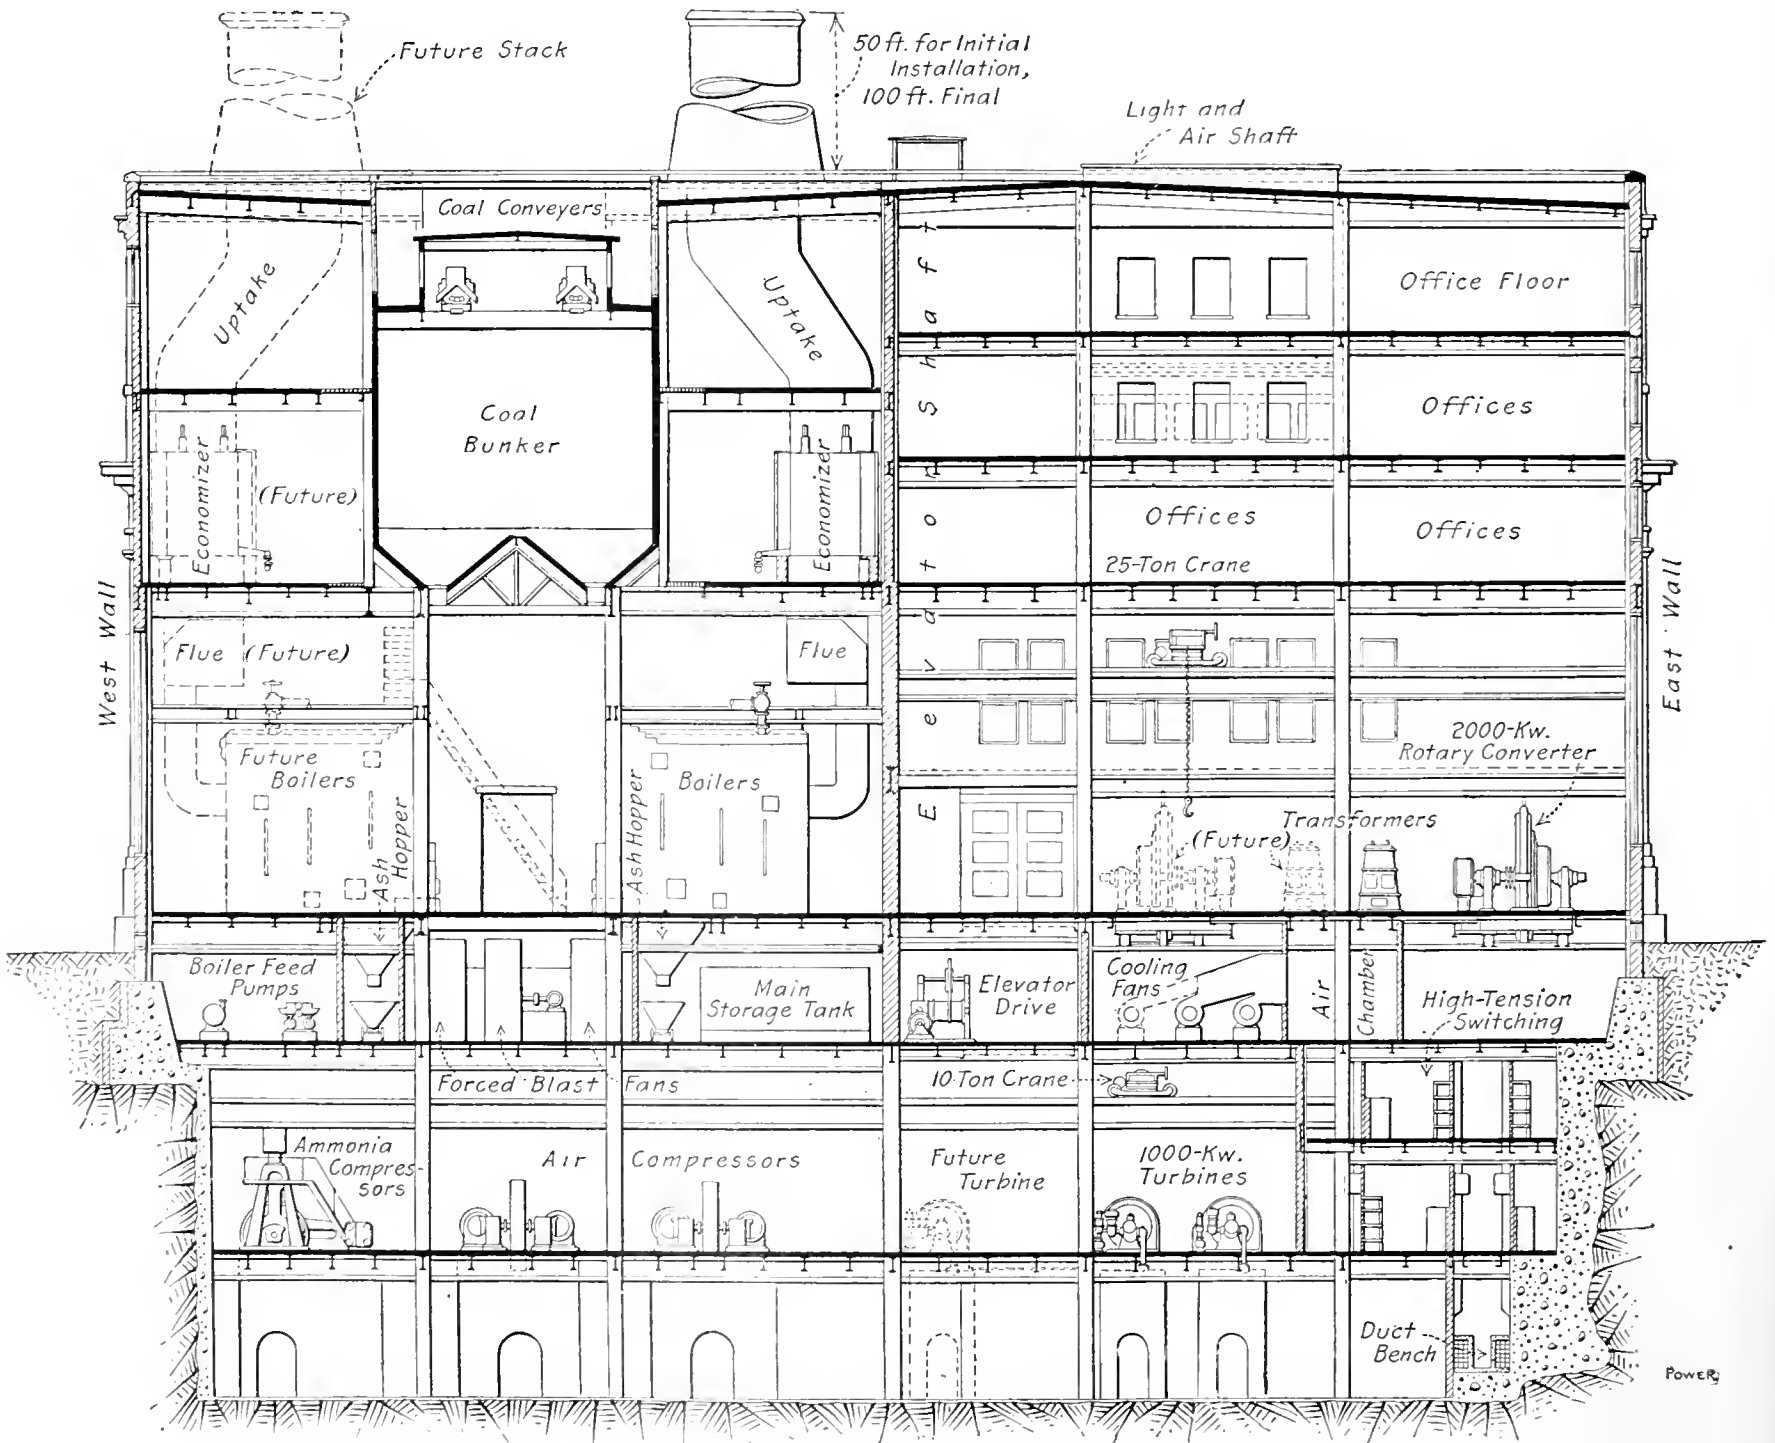 Future Stack
50 ft. for Initial
Installation,
100 ft. Final
Light and
Air Shaft
Coal Conveyers
Uptake
Uptake
Office Floor
Coal
Bunker
Offices
Economizer
(Future)
Economizer
Offices
Offices
25-Ton Crane
Elevator Shaft
West Wall
East Wall
Flue (Future)
Flue
2000-Kw.
Rotary Converter
Future
Boilers
Ash
Hopper
Ash Hopper
Boilers
Transformers
(Future)
Boiler Feed
Pumps
Main
Storage Tank
Elevator
Drive
Cooling
Fans
Air
Chamber
High-Tension
Switching
Forced Blast Fans
10-Ton Crane
Ammonia
Compres-
sors
Air Compressors
Future
Turbine
1000-Kw.
Turbines
Duct
Bench
POWER